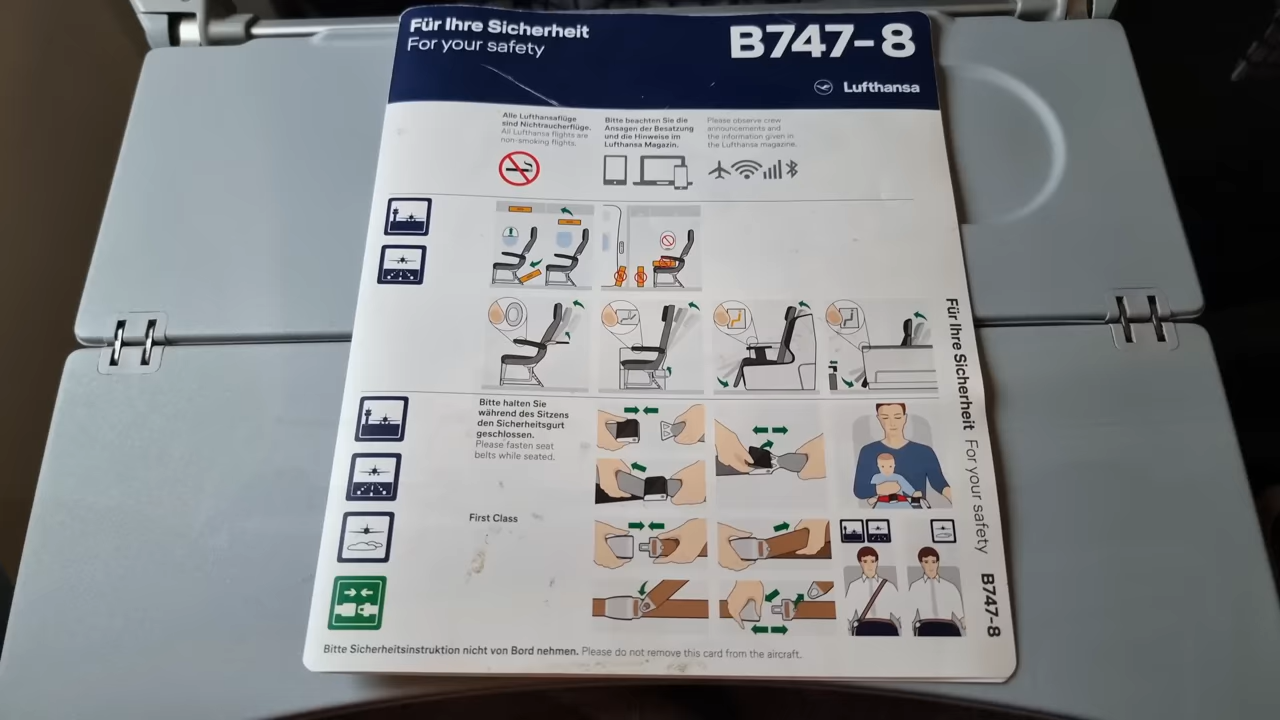 Für Ihre Sicherheit
For your safety
B747-8
Lufthansa
Alle Lufthansaflüge
sind Nichtraucherflüge.
All Lufthansa flights are
non-smoking flights.
Bitte beachten Sie die
Ansagen der Besatzung
und die Hinweise im
Lufthansa Magazin.
Please observe crew
announcements and
the information given in
the Lufthansa magazine.
Bitte halten Sie
während des Sitzens
den Sicherheitsgurt
geschlossen.
Please fasten seat
belts while seated.
First Class
Für Ihre Sicherheit For your safety B747-8
Bitte Sicherheitsinstruktion nicht von Bord nehmen. Please do not remove this card from the aircraft.